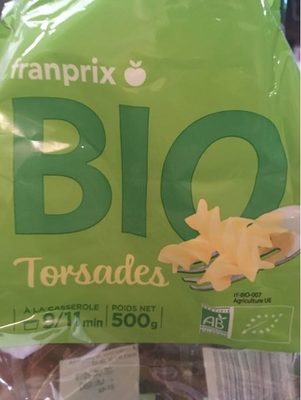 franprix
BIO
Torsades
À LA CASSEROLE
9/11 min
POIDS NET
500g
IT-BIO-007
Agriculture UE
AB